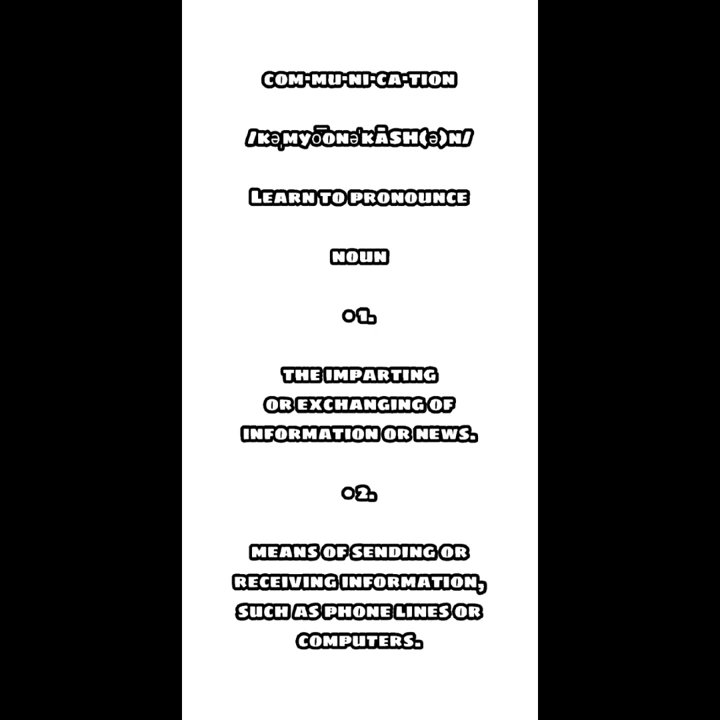 com·mu·ni·ca·tion
/kəˌmyo͞onəˈkāSH(ə)n/
Learn to pronounce
noun
•1.
the imparting
or exchanging of
information or news.
•2.
means of sending or
receiving information,
such as phone lines or
computers.